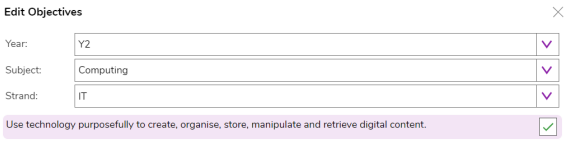 Edit Objectives
Year: Y2
Subject: Computing
Strand: IT
Use technology purposefully to create, organise, store, manipulate and retrieve digital content.